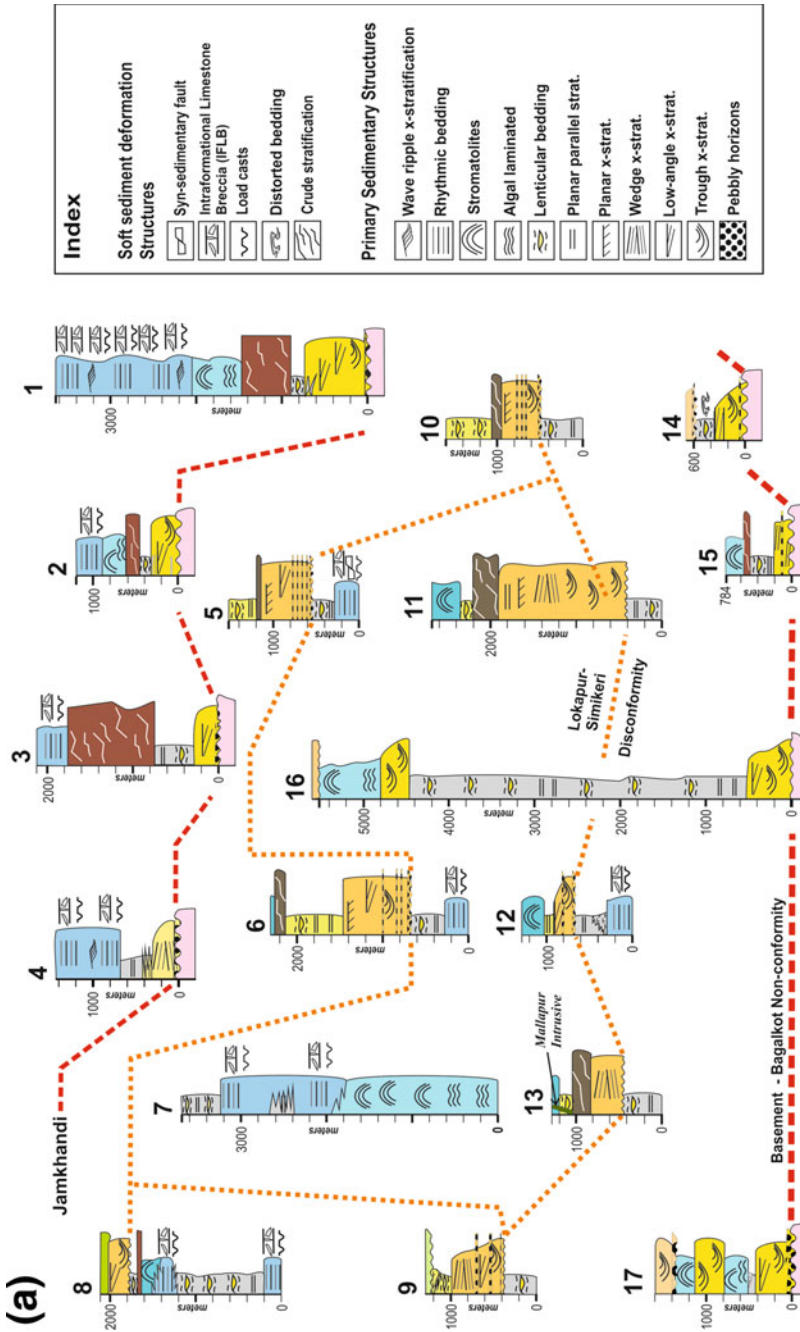 (a)
Index
Soft sediment deformation
Structures
Syn-sedimentary fault
Intraformational Limestone
Breccia (IFLB)
Load casts
Distorted bedding
Crude stratification
Primary Sedimentary Structures
Wave ripple x-stratification
Rhythmic bedding
Stromatolites
Algal laminated
Lenticular bedding
Planar parallel strat.
Planar x-strat.
Wedge x-strat.
Low-angle x-strat.
Trough x-strat.
Pebbly horizons
Jamkhandi
4
1000
meters
0
3
2000
meters
0
2
1000
meters
0
1
3000
meters
0
8
2000
meters
0
7
3000
meters
0
6
2000
meters
0
5
1000
meters
0
10
1000
meters
0
9
1000
meters
0
13
Mallapur
Intrusive
1000
meters
0
12
1000
meters
0
11
2000
meters
0
Lokapur-
Simikeri
Disconformity
17
1000
meters
0
16
5000
4000
meters
3000
2000
1000
0
15
784
meters
0
14
600
meters
0
Basement - Bagalkot Non-conformity